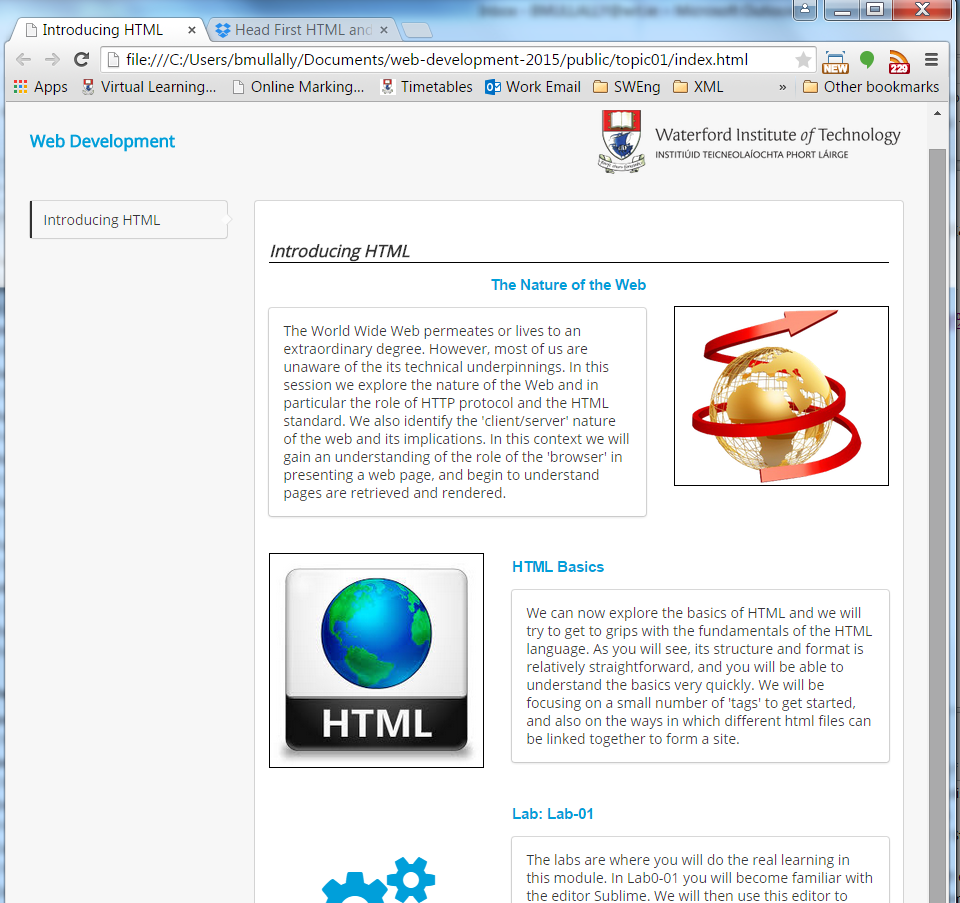 Inbox - BMULLALLY@wit.ie - Microsoft Outlook
Introducing HTML
Head First HTML and
file:///C:/Users/bmullally/Documents/web-development-2015/public/topic01/index.html
NEW
229
Apps
Virtual Learning...
Online Marking...
Timetables
Work Email
SWEng
XML
»
Other bookmarks
Web Development
Waterford Institute of Technology
INSTITIÚID TEICNEOLAÍOCHTA PHORT LÁIRGE
Introducing HTML
Introducing HTML
The Nature of the Web
The World Wide Web permeates or lives to an
extraordinary degree. However, most of us are
unaware of the its technical underpinnings. In this
session we explore the nature of the Web and in
particular the role of HTTP protocol and the HTML
standard. We also identify the 'client/server' nature
of the web and its implications. In this context we will
gain an understanding of the role of the 'browser' in
presenting a web page, and begin to understand
pages are retrieved and rendered.
HTML
HTML Basics
We can now explore the basics of HTML and we will
try to get to grips with the fundamentals of the HTML
language. As you will see, its structure and format is
relatively straightforward, and you will be able to
understand the basics very quickly. We will be
focusing on a small number of 'tags' to get started,
and also on the ways in which different html files can
be linked together to form a site.
Lab: Lab-01
The labs are where you will do the real learning in
this module. In Lab0-01 you will become familiar with
the editor Sublime. We will then use this editor to